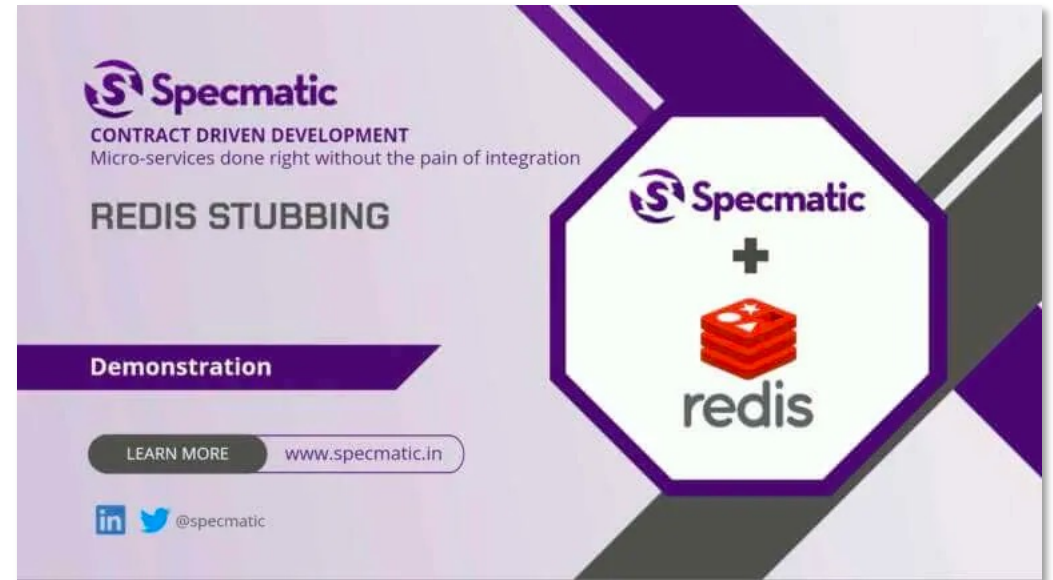 Specmatic
CONTRACT DRIVEN DEVELOPMENT
Micro-services done right without the pain of integration
REDIS STUBBING
Demonstration
LEARN MORE
www.specmatic.in
in
@specmatic
Specmatic
+
redis